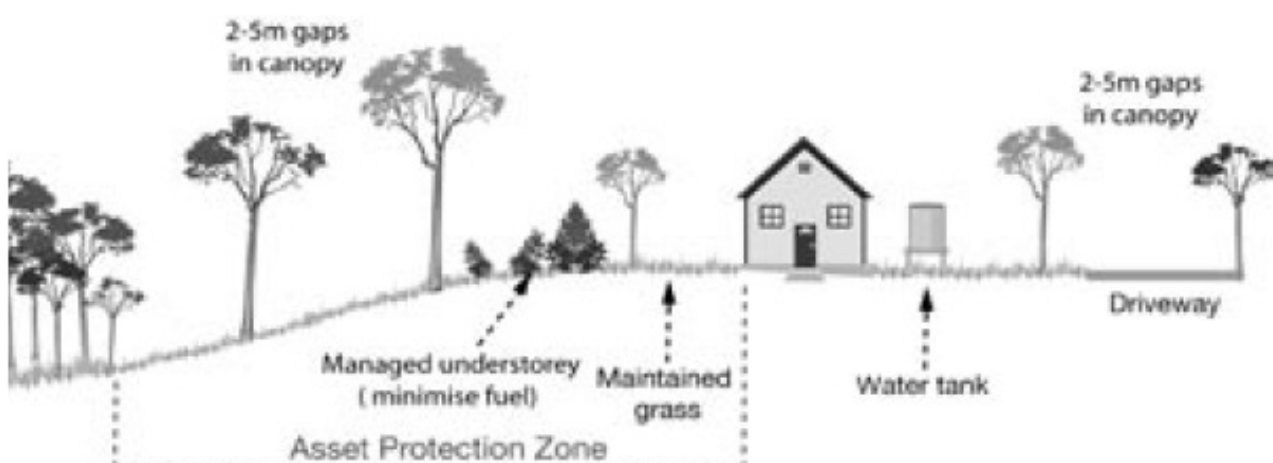 2-5m gaps
in canopy
2-5m gaps
in canopy
Driveway
Managed understorey
( minimise fuel)
Maintained
grass
Water tank
Asset Protection Zone